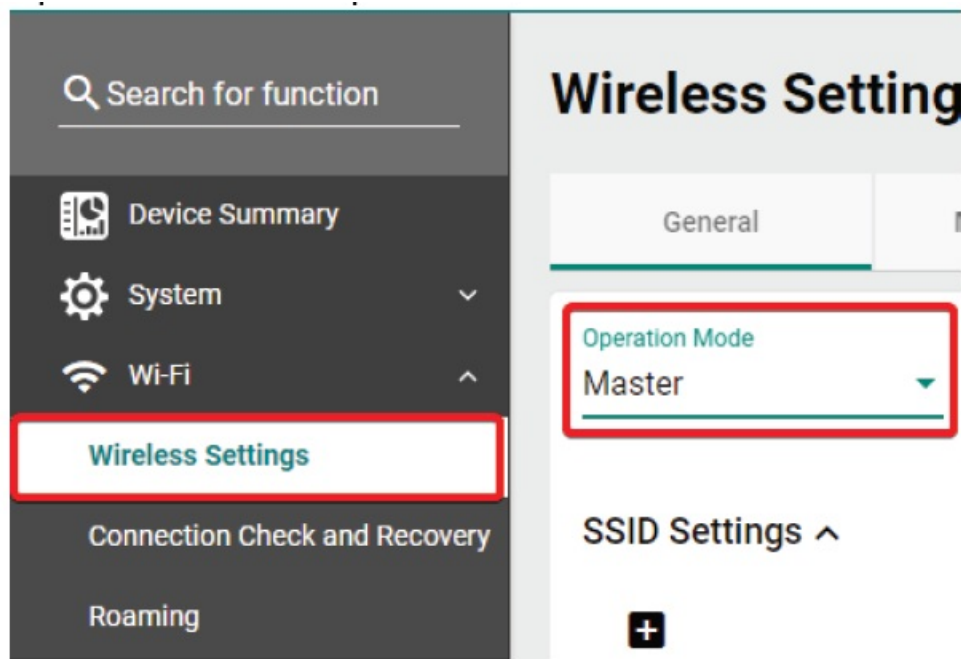 Search for function
Device Summary
System
Wi-Fi
Wireless Settings
Connection Check and Recovery
Roaming
Wireless Setting
General
Operation Mode
Master
SSID Settings